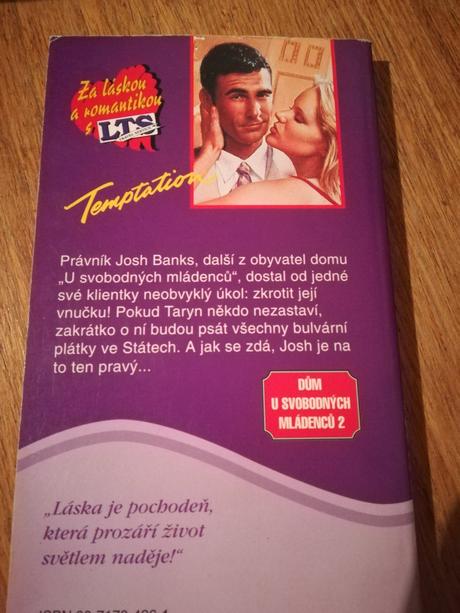 Za láskou
a romantikou
s LTS
Temptation
Právník Josh Banks, další z obyvatel domu
„U svobodných mládenců“, dostal od jedné
své klientky neobvyklý úkol: zkrotit její
vnučku! Pokud Taryn někdo nezastaví,
zakrátko o ní budou psát všechny bulvární
plátky ve Státech. A jak se zdá, Josh je na
to ten pravý...
DŮM
U SVOBODNÝCH
MLÁDENCŮ 2
„Láska je pochodeň,
která prozáří život
světlem naděje!“